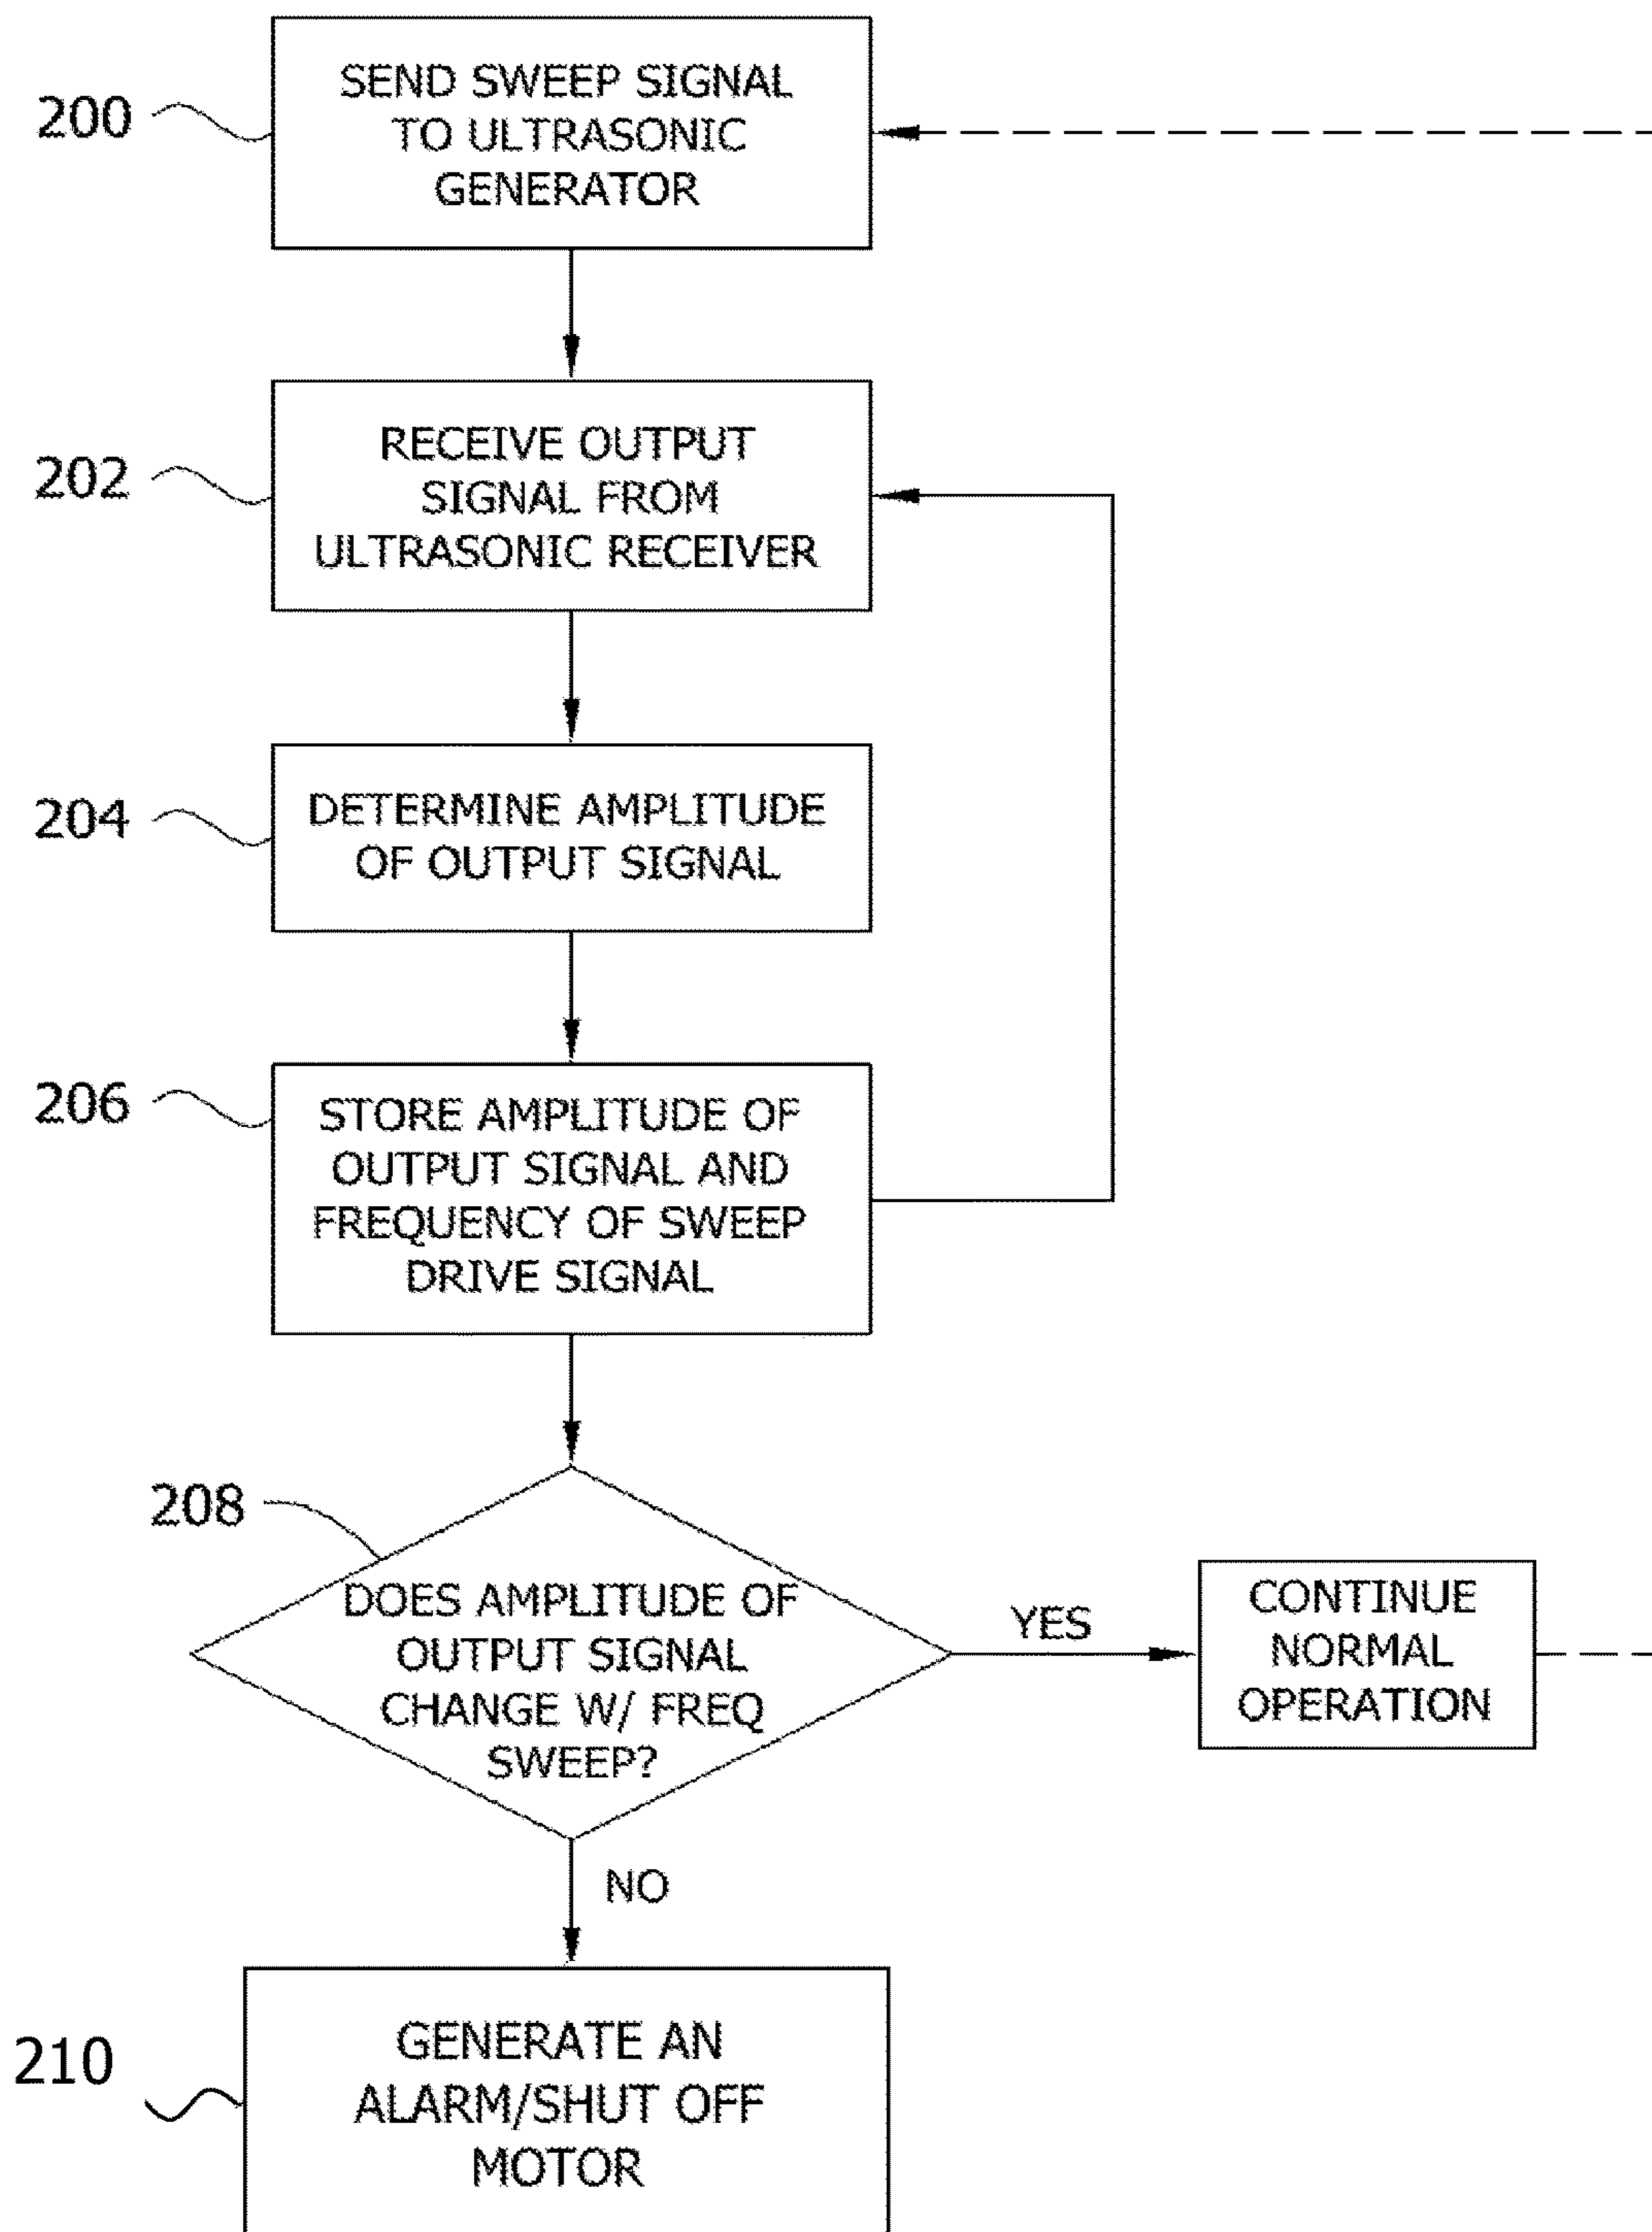 200
SEND SWEEP SIGNAL
TO ULTRASONIC
GENERATOR
202
RECEIVE OUTPUT
SIGNAL FROM
ULTRASONIC RECEIVER
204
DETERMINE AMPLITUDE
OF OUTPUT SIGNAL
206
STORE AMPLITUDE OF
OUTPUT SIGNAL AND
FREQUENCY OF SWEEP
DRIVE SIGNAL
208
DOES AMPLITUDE OF
OUTPUT SIGNAL
CHANGE W/ FREQ
SWEEP?
YES
CONTINUE
NORMAL
OPERATION
NO
210
GENERATE AN
ALARM/SHUT OFF
MOTOR